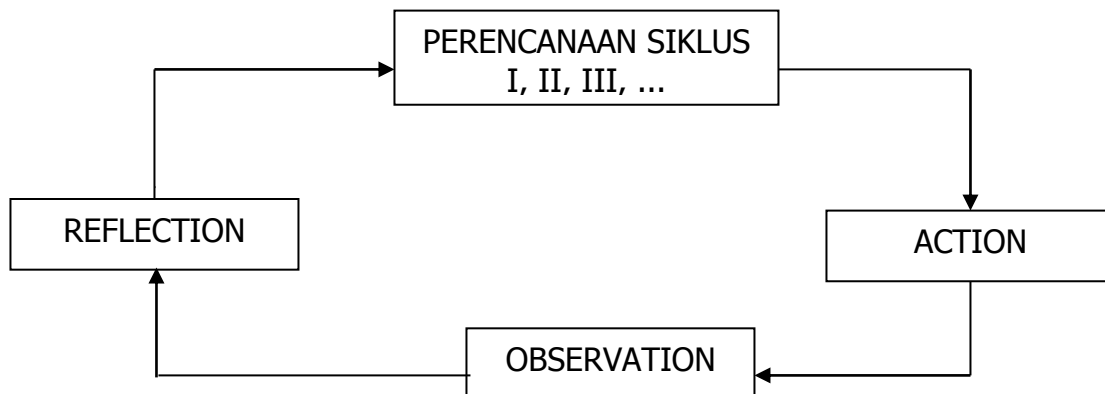 PERENCANAAN SIKLUS
I, II, III, ...
REFLECTION
ACTION
OBSERVATION